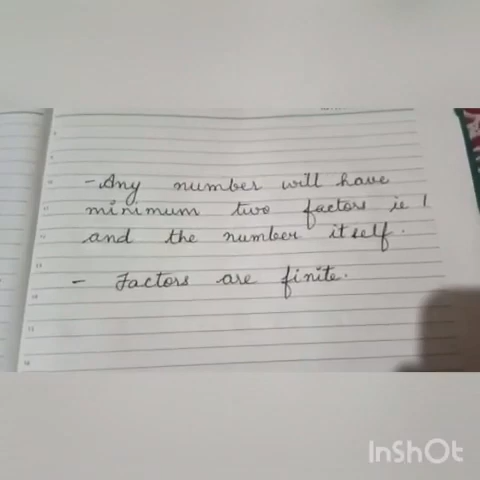 - Any number will have
minimum two factors ie 1
and the number itself.
- Factors are finite.
InShOt